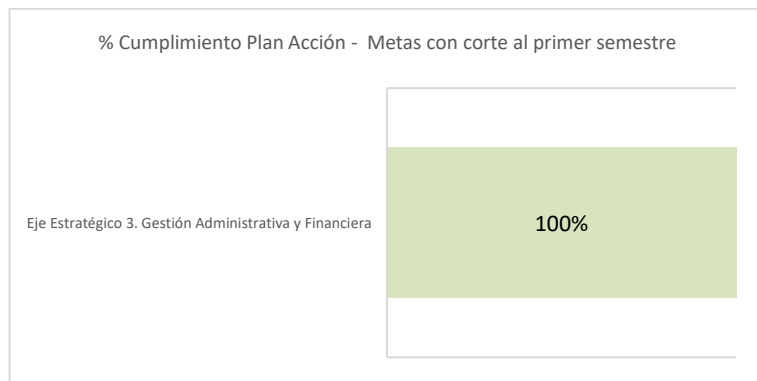 % Cumplimiento Plan Acción - Metas con corte al primer semestre
Eje Estratégico 3. Gestión Administrativa y Financiera
100%